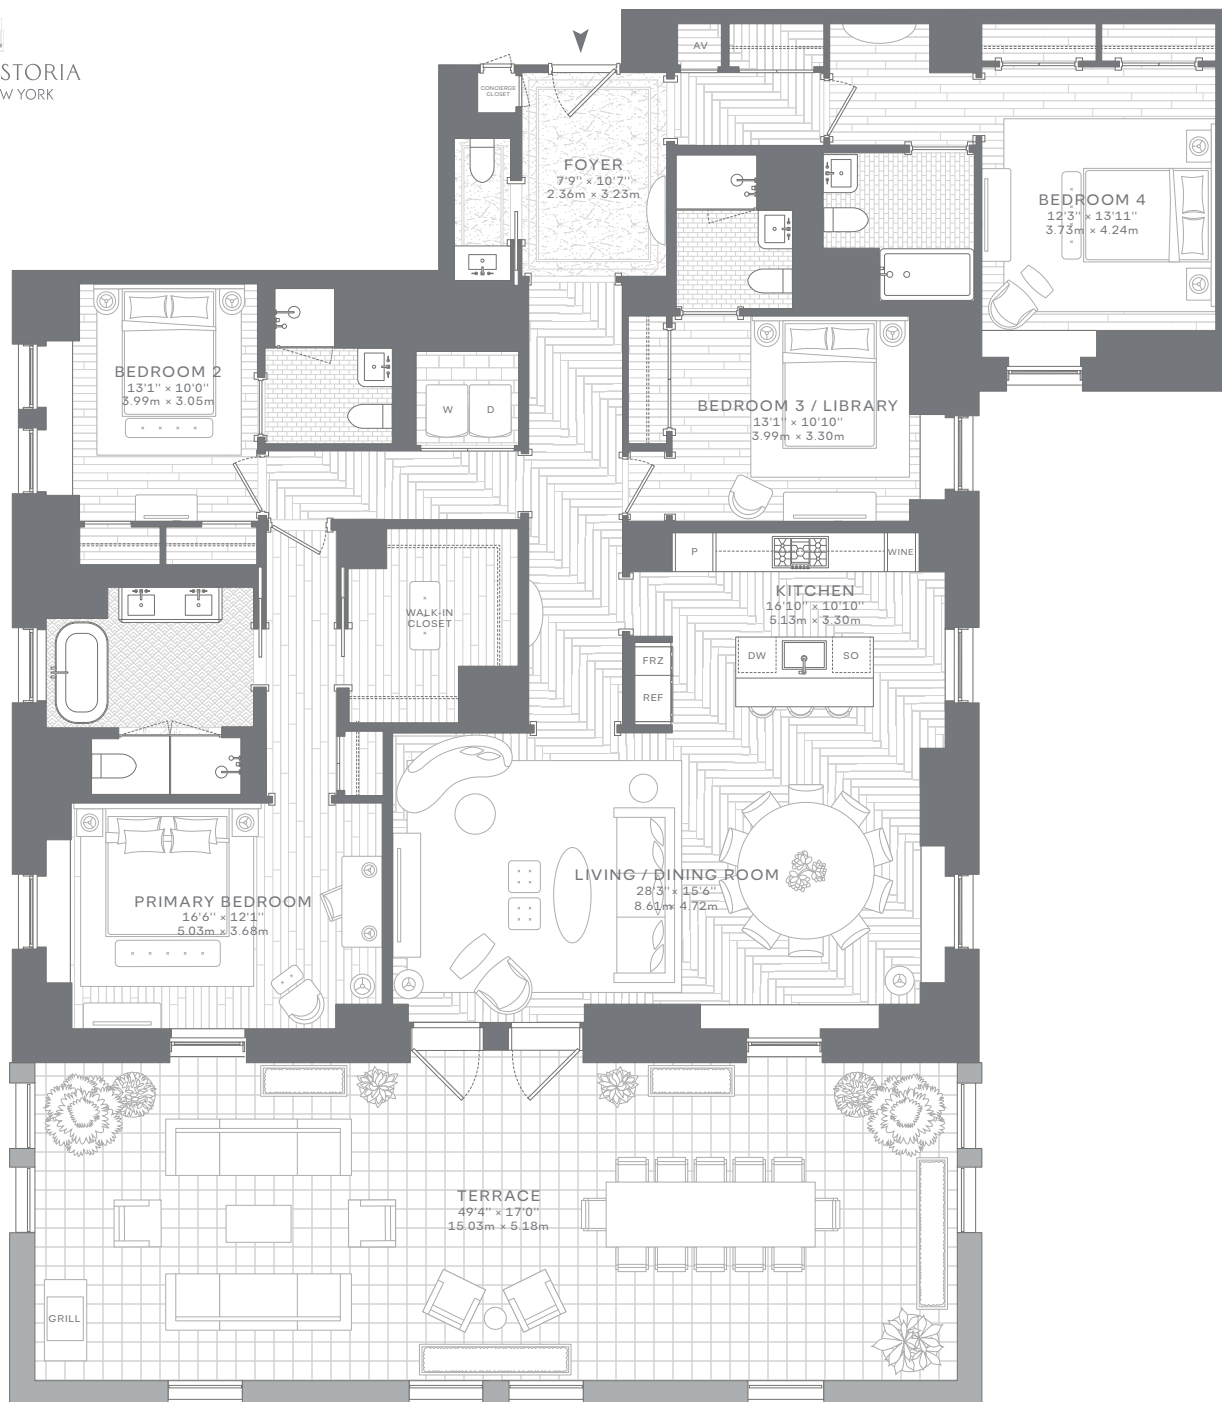 STORIA
W YORK
AV
CONCIERGE
CLOSET
FOYER
7'9" × 10'7"
2.36m × 3.23m
BEDROOM 4
12'3" × 13'11"
3.73m × 4.24m
BEDROOM 2
13'1" × 10'0"
3.99m × 3.05m
W
D
BEDROOM 3 / LIBRARY
13'1" × 10'10"
3.99m × 3.30m
P
WINE
KITCHEN
16'10" × 10'10"
5.13m × 3.30m
WALK-IN
CLOSET
DW
SO
FRZ
REF
LIVING / DINING ROOM
28'3" × 15'6"
8.61m × 4.72m
PRIMARY BEDROOM
16'6" × 12'1"
5.03m × 3.68m
TERRACE
49'4" × 17'0"
15.03m × 5.18m
GRILL